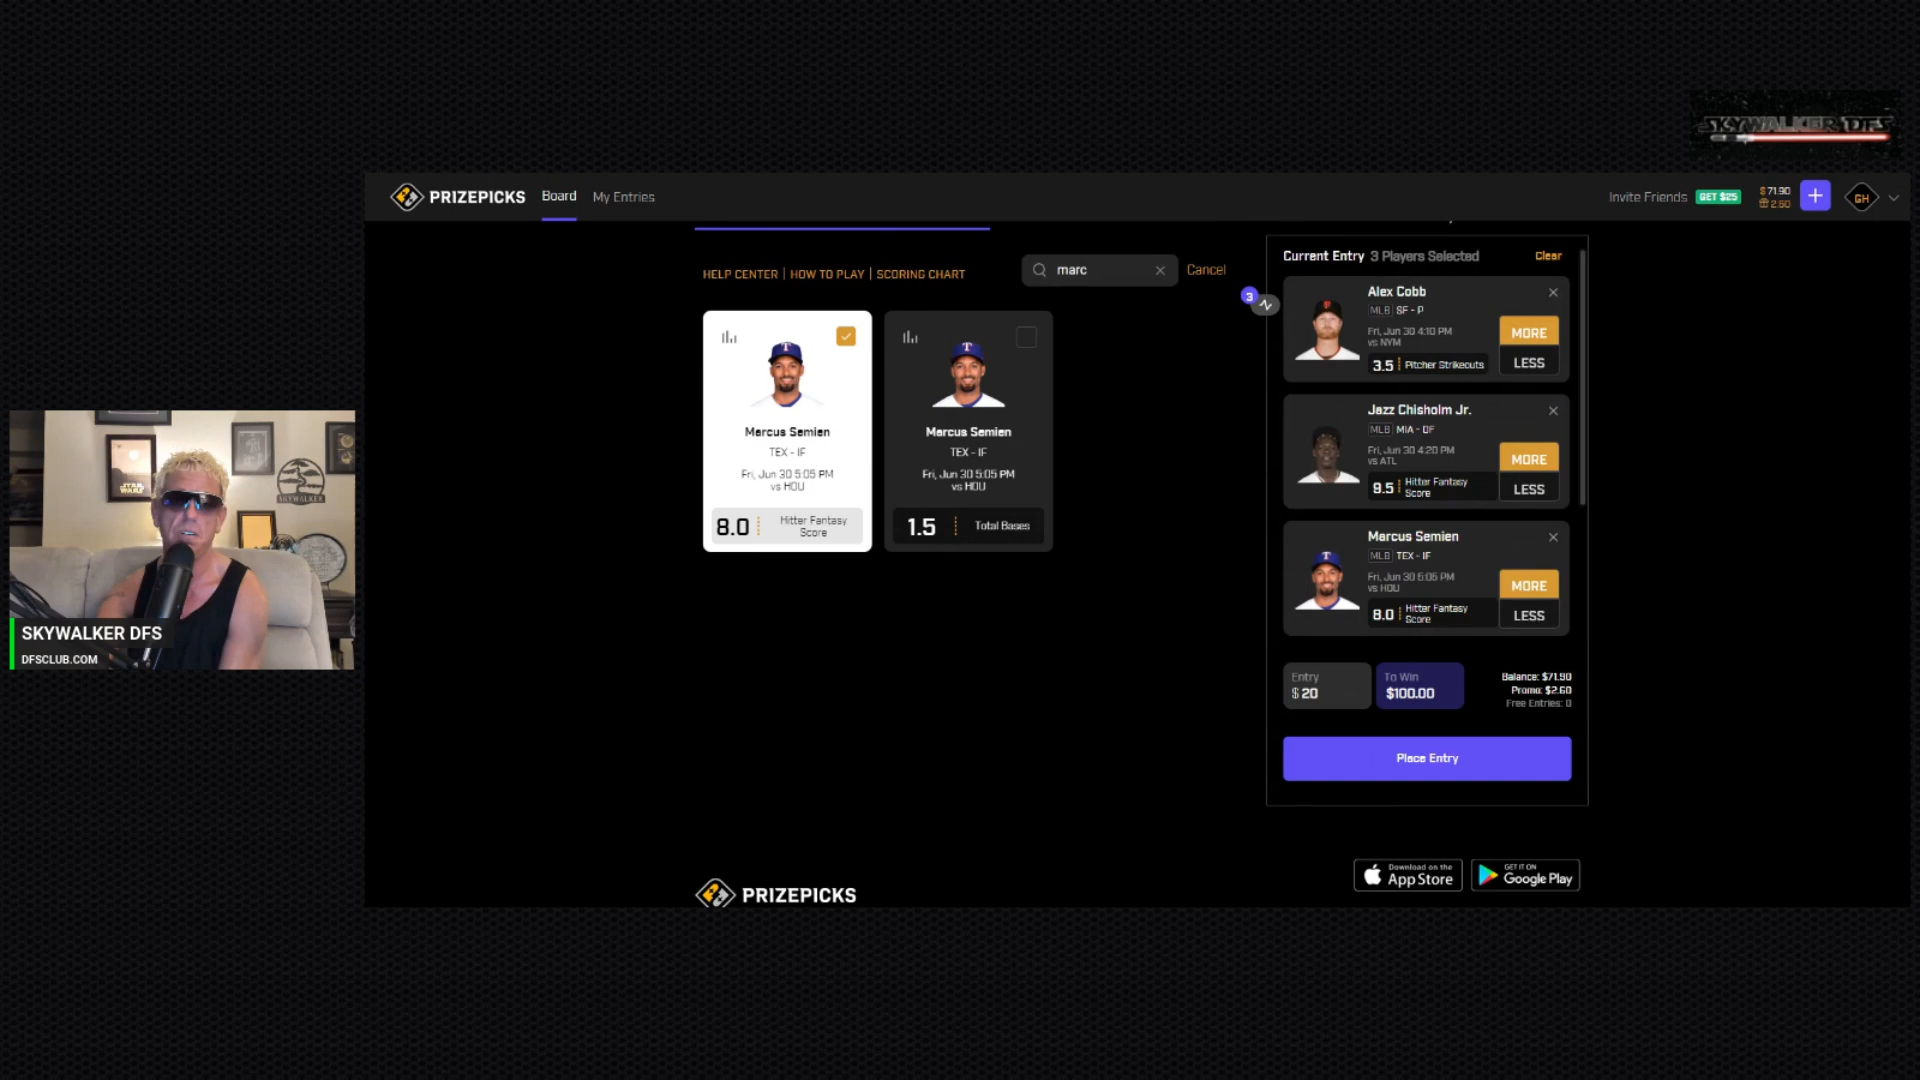 SKYWALKER DFS
PRIZEPICKS
Board
My Entries
Invite Friends
GET $25
$71.90
2.60
GH
HELP CENTER | HOW TO PLAY | SCORING CHART
marc
Cancel
Marcus Semien
TEX - IF
Fri, Jun 30 5:05 PM
vs HOU
8.0
Hitter Fantasy
Score
Marcus Semien
TEX - IF
Fri, Jun 30 5:05 PM
vs HOU
1.5
Total Bases
3
Current Entry 3 Players Selected
Clear
Alex Cobb
MLB SF - P
Fri, Jun 30 4:10 PM
vs NYM
3.5 Pitcher Strikeouts
MORE
LESS
Jazz Chisholm Jr.
MLB MIA - OF
Fri, Jun 30 4:20 PM
vs ATL
9.5 Hitter Fantasy
Score
MORE
LESS
Marcus Semien
MLB TEX - IF
Fri, Jun 30 5:05 PM
vs HOU
8.0 Hitter Fantasy
Score
MORE
LESS
Entry
$ 20
To Win
$100.00
Balance: $71.90
Promo: $2.60
Free Entries: 0
Place Entry
Download on the
App Store
GET IT ON
Google Play
PRIZEPICKS
STAR
WARS
SKYWALKER
SKYWALKER DFS
DFSCLUB.COM